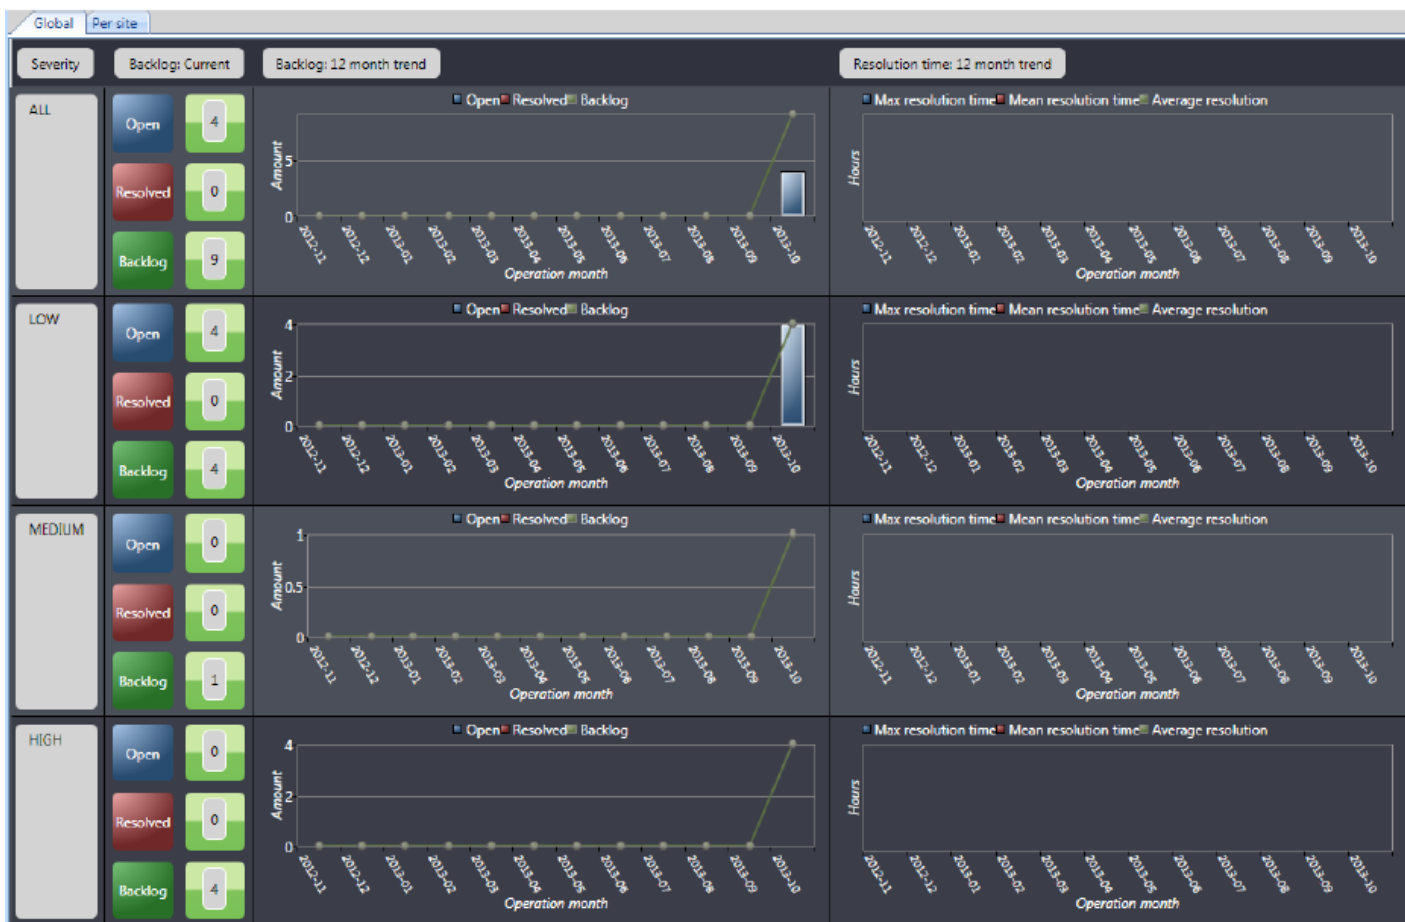 Global Per site
Severity Backlog: Current Backlog: 12 month trend Resolution time: 12 month trend
ALL
Open 4
Resolved 0
Backlog 9
Open Resolved Backlog
Amount
5
0
2012-11 2012-12 2013-01 2013-02 2013-03 2013-04 2013-05 2013-06 2013-07 2013-08 2013-09 2013-10
Operation month
Max resolution time Mean resolution time Average resolution
Hours
2012-11 2012-12 2013-01 2013-02 2013-03 2013-04 2013-05 2013-06 2013-07 2013-08 2013-09 2013-10
Operation month
LOW
Open 4
Resolved 0
Backlog 4
Open Resolved Backlog
Amount
4
2
0
2012-11 2012-12 2013-01 2013-02 2013-03 2013-04 2013-05 2013-06 2013-07 2013-08 2013-09 2013-10
Operation month
Max resolution time Mean resolution time Average resolution
Hours
2012-11 2012-12 2013-01 2013-02 2013-03 2013-04 2013-05 2013-06 2013-07 2013-08 2013-09 2013-10
Operation month
MEDIUM
Open 0
Resolved 0
Backlog 1
Open Resolved Backlog
Amount
1
0.5
0
2012-11 2012-12 2013-01 2013-02 2013-03 2013-04 2013-05 2013-06 2013-07 2013-08 2013-09 2013-10
Operation month
Max resolution time Mean resolution time Average resolution
Hours
2012-11 2012-12 2013-01 2013-02 2013-03 2013-04 2013-05 2013-06 2013-07 2013-08 2013-09 2013-10
Operation month
HIGH
Open 0
Resolved 0
Backlog 4
Open Resolved Backlog
Amount
4
2
0
2012-11 2012-12 2013-01 2013-02 2013-03 2013-04 2013-05 2013-06 2013-07 2013-08 2013-09 2013-10
Operation month
Max resolution time Mean resolution time Average resolution
Hours
2012-11 2012-12 2013-01 2013-02 2013-03 2013-04 2013-05 2013-06 2013-07 2013-08 2013-09 2013-10
Operation month